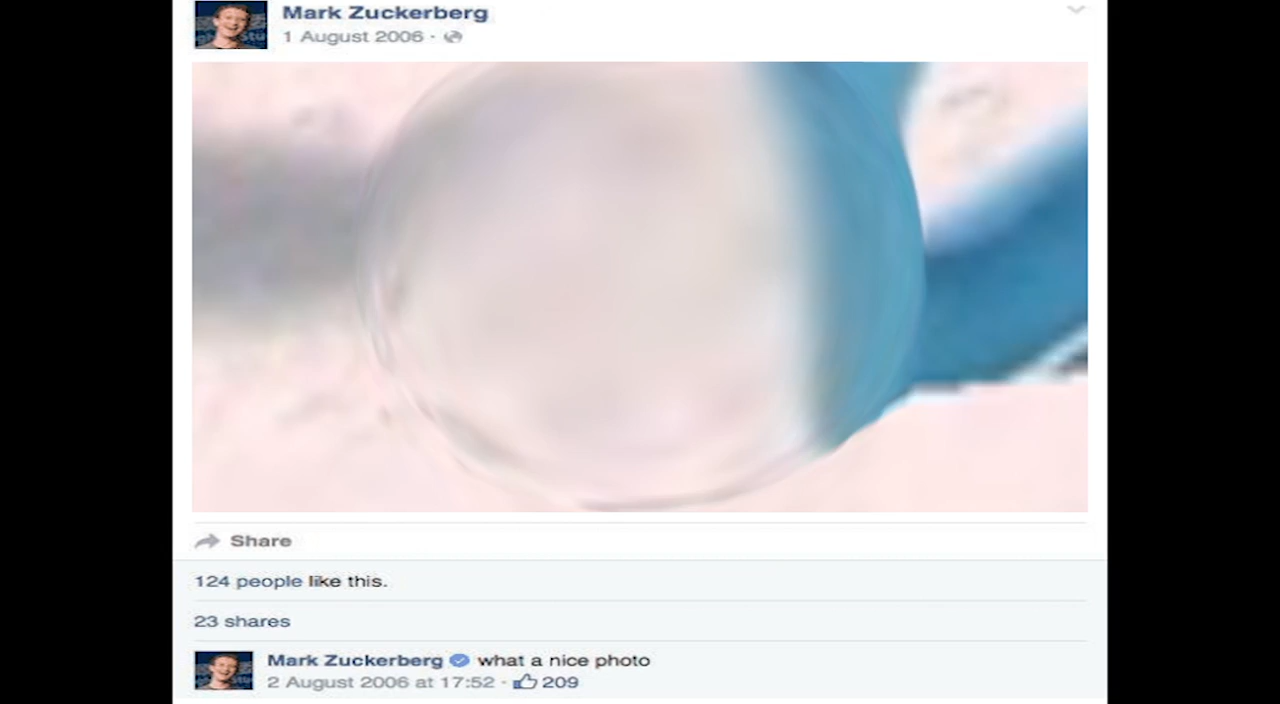 Mark Zuckerberg
1 August 2006 ·
Share
124 people like this.
23 shares
Mark Zuckerberg what a nice photo
2 August 2006 at 17:52 · 209